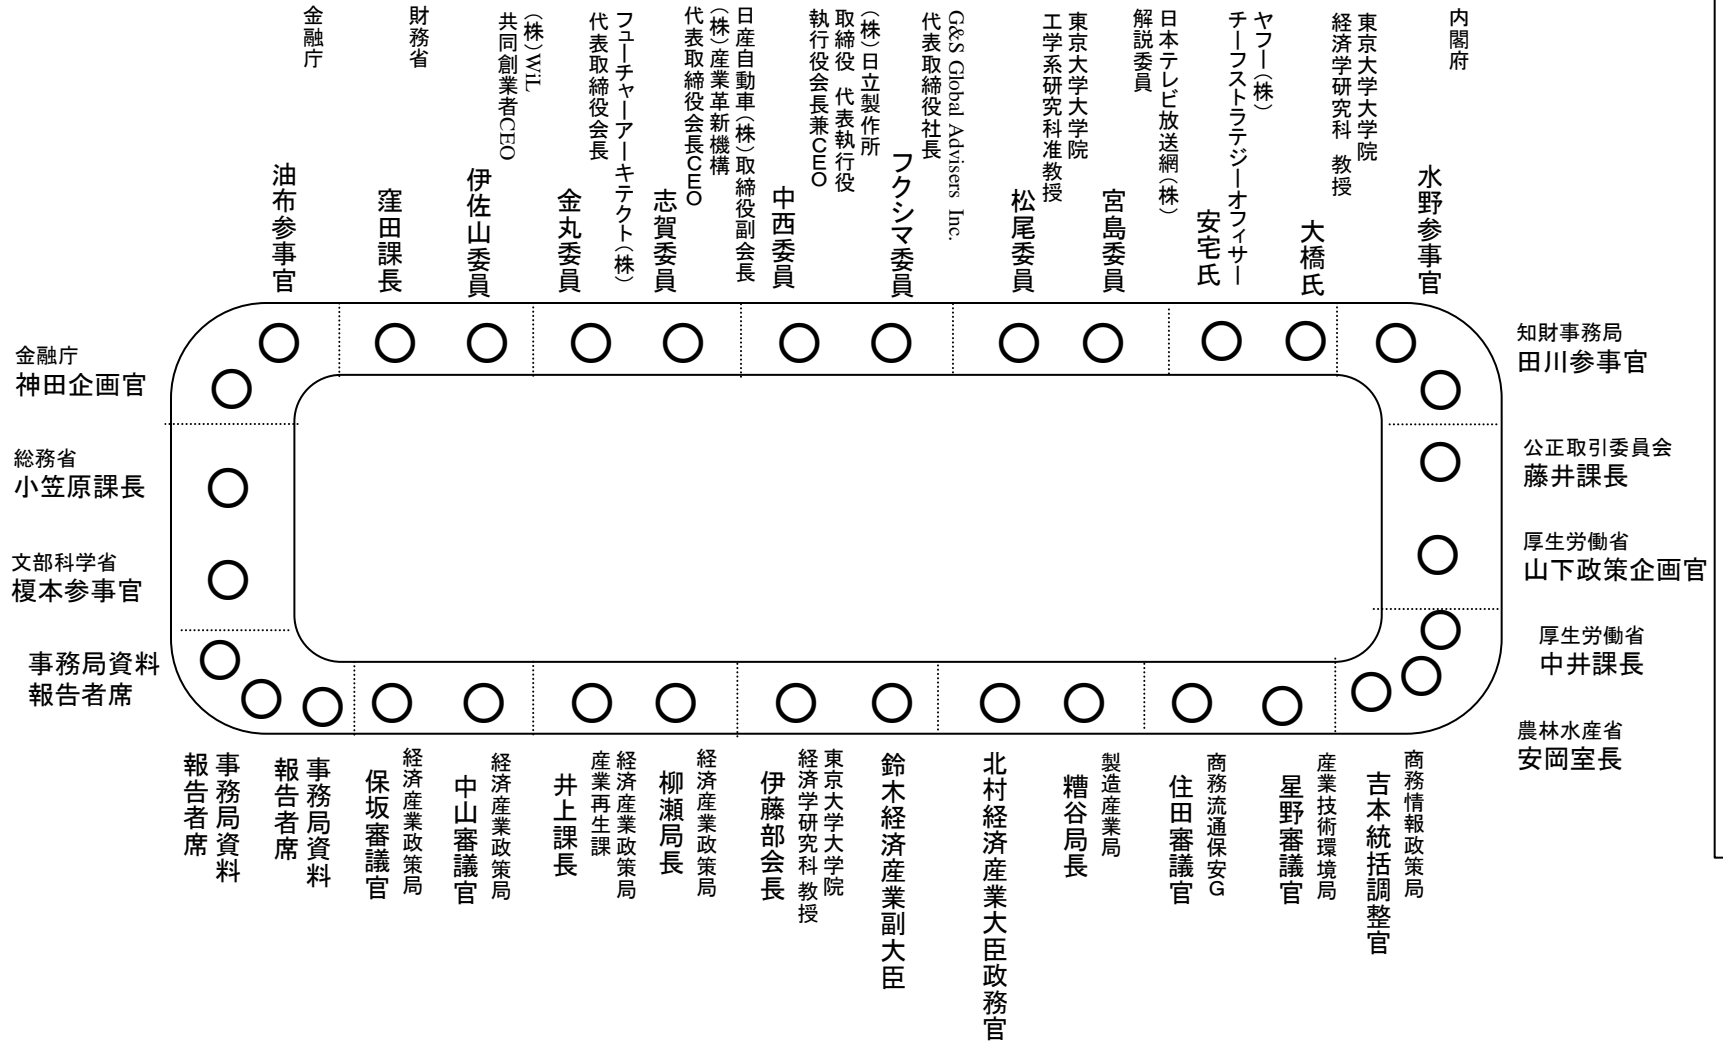 金融庁
油布参事官
財務省
窪田課長
(株)WiL
共同創業者CEO
伊佐山委員
フューチャーアーキテクト(株)
代表取締役会長
金丸委員
日産自動車(株)取締役副会長
(株)産業革新機構
代表取締役会長CEO
志賀委員
(株)日立製作所
取締役 代表執行役
執行役会長兼CEO
中西委員
G&S Global Advisers Inc.
代表取締役社長
フクシマ委員
東京大学大学院
工学系研究科准教授
松尾委員
日本テレビ放送網(株)
解説委員
宮島委員
ヤフー(株)
チーフストラテジーオフィサー
安宅氏
東京大学大学院
経済学研究科 教授
大橋氏
内閣府
水野参事官
金融庁
神田企画官
総務省
小笠原課長
文部科学省
榎本参事官
事務局資料
報告者席
知財事務局
田川参事官
公正取引委員会
藤井課長
厚生労働省
山下政策企画官
厚生労働省
中井課長
農林水産省
安岡室長
事務局資料
報告者席
事務局資料
報告者席
経済産業政策局
保坂審議官
経済産業政策局
中山審議官
経済産業政策局
産業再生課
井上課長
経済産業政策局
柳瀬局長
東京大学大学院
経済学研究科 教授
伊藤部会長
鈴木経済産業副大臣
北村経済産業大臣政務官
製造産業局
糟谷局長
商務流通保安G
住田審議官
産業技術環境局
星野審議官
商務情報政策局
吉本統括調整官